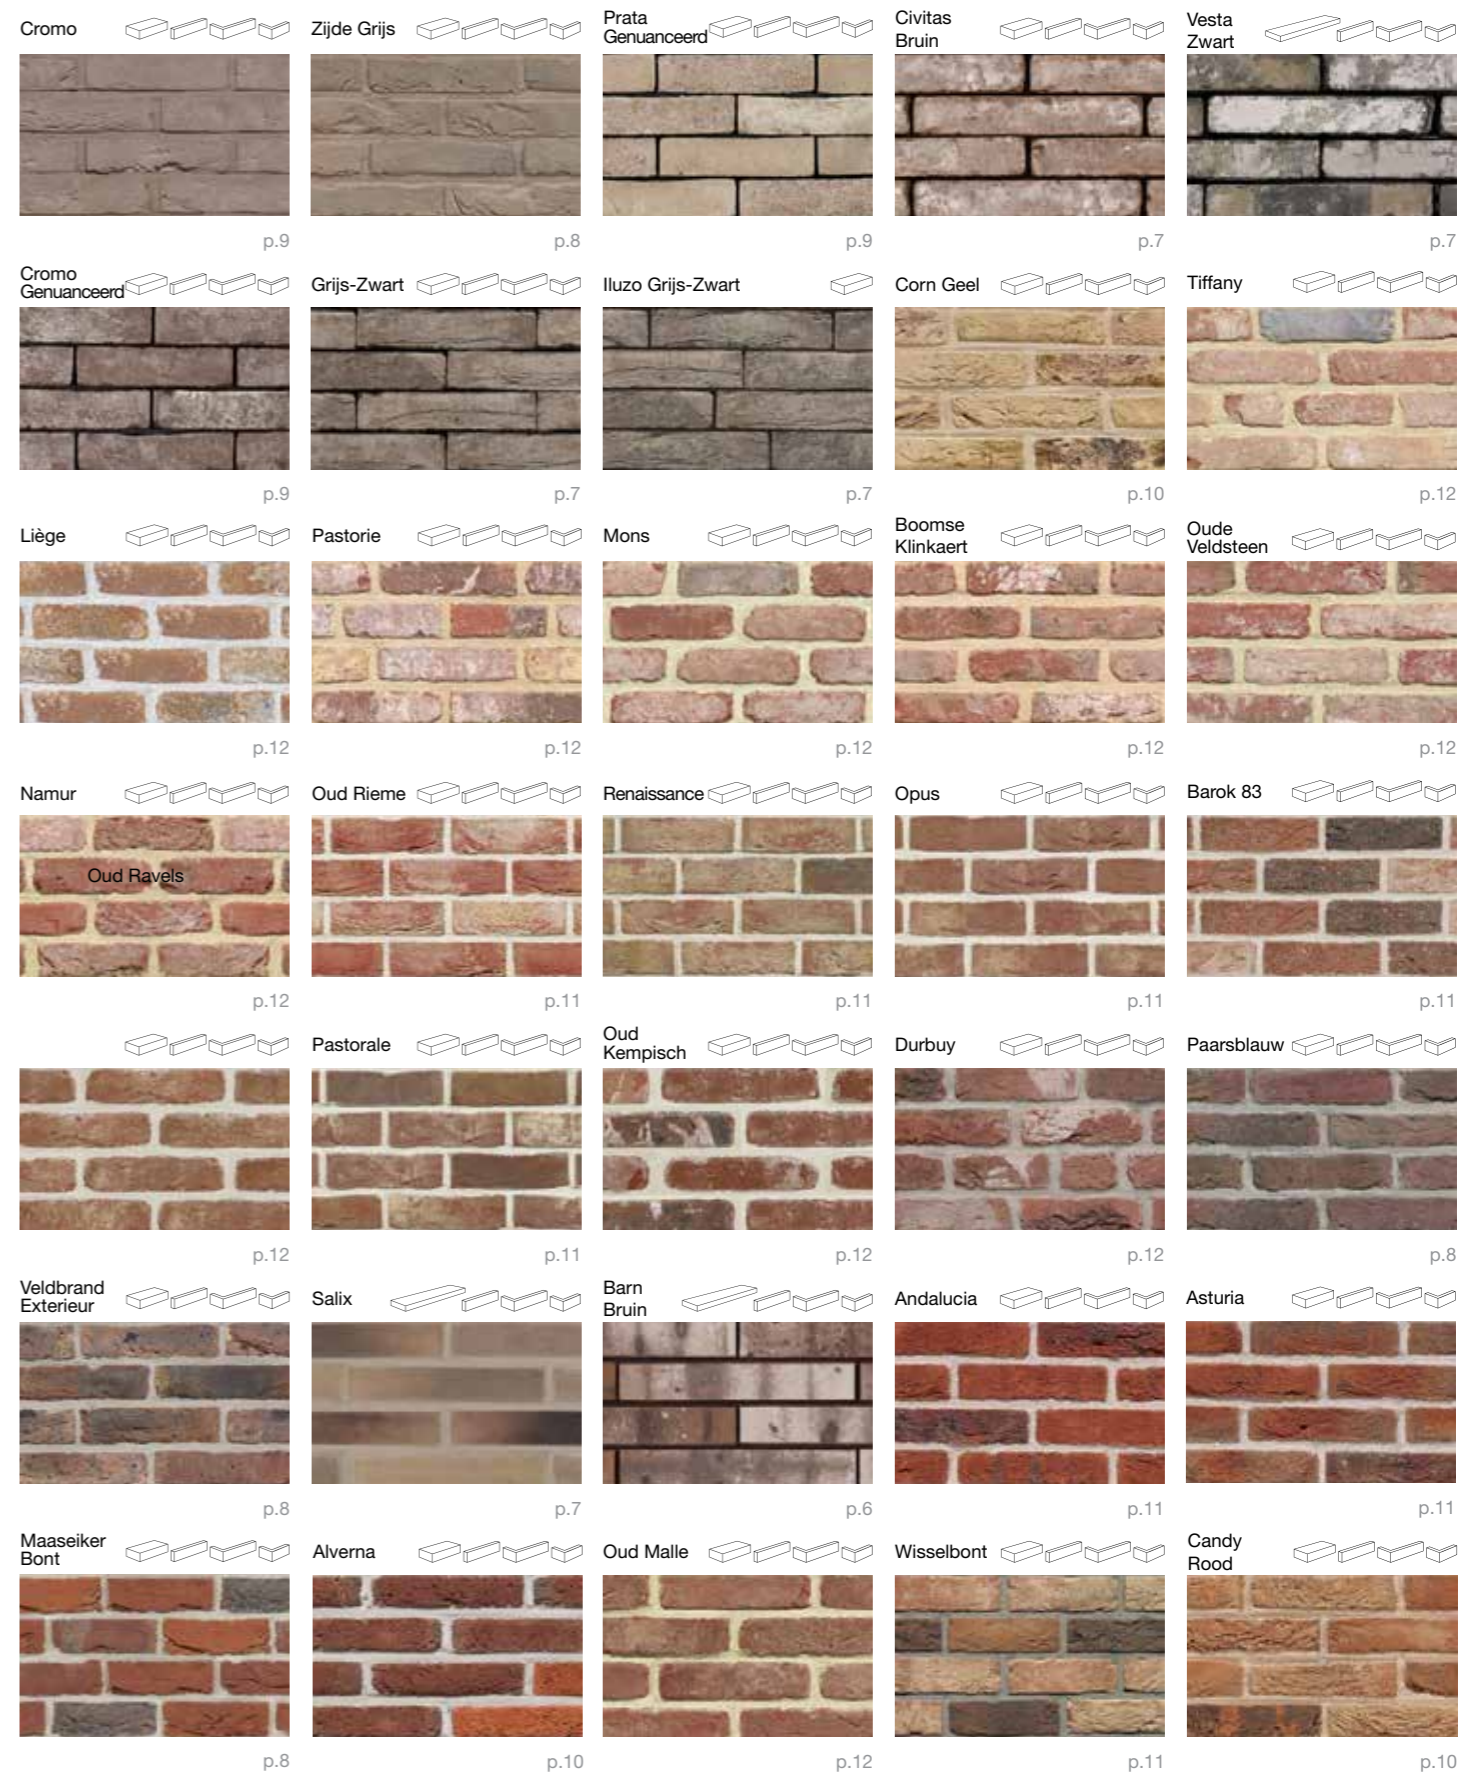 Cromo
Zijde Grijs
Prata
Genuanceerd
Civitas
Bruin
Vesta
Zwart
p.9
p.8
p.9
p.7
p.7
Cromo
Genuanceerd
Grijs-Zwart
Iluzo Grijs-Zwart
Corn Geel
Tiffany
p.9
p.7
p.7
p.10
p.12
Liège
Pastorie
Mons
Boomse
Klinkaert
Oude
Veldsteen
p.12
p.12
p.12
p.12
p.12
Namur
Oud Rieme
Renaissance
Opus
Barok 83
Oud Ravels
p.12
p.11
p.11
p.11
p.11
Pastorale
Oud
Kempisch
Durbuy
Paarsblauw
p.12
p.11
p.12
p.12
p.8
Veldbrand
Exterieur
Salix
Barn
Bruin
Andalucia
Asturia
p.8
p.7
p.6
p.11
p.11
Maaseiker
Bont
Alverna
Oud Malle
Wisselbont
Candy
Rood
p.8
p.10
p.12
p.11
p.10